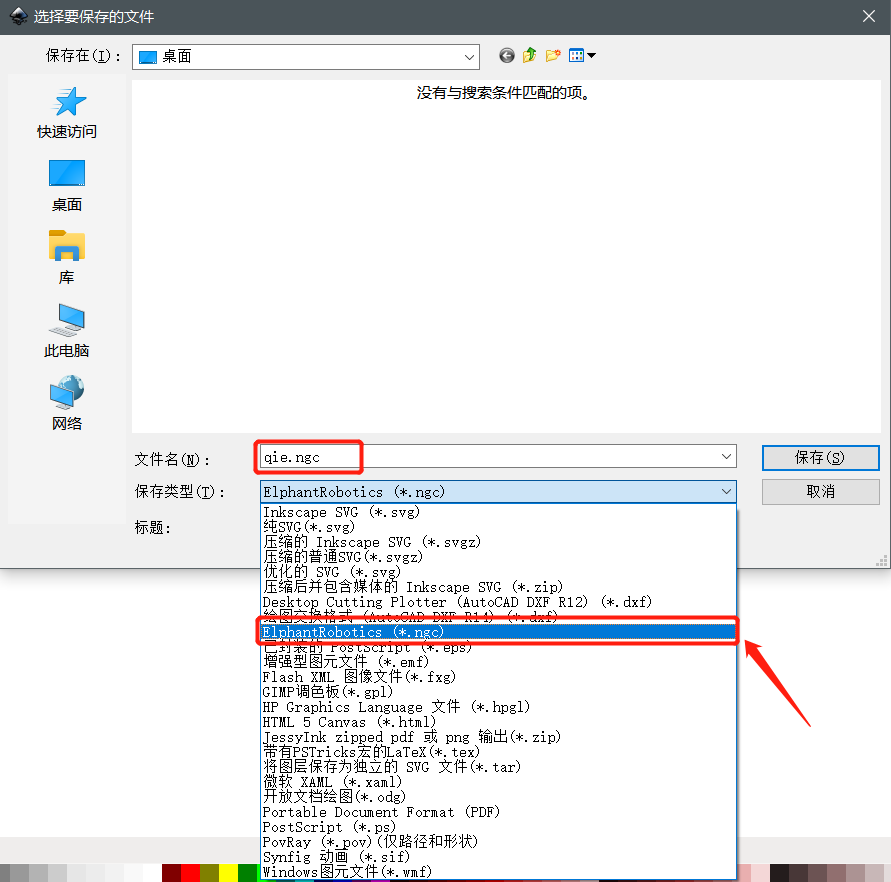 选择要保存的文件
保存在(I)：
桌面
没有与搜索条件匹配的项。
快速访问
桌面
库
此电脑
网络
文件名(N)：
qie.ngc
保存(S)
保存类型(T)：
ElphantRobotics (*.ngc)
取消
标题:
Inkscape SVG (*.svg)
纯SVG(*.svg)
压缩的 Inkscape SVG (*.svgz)
压缩的普通SVG(*.svgz)
优化的 SVG (*.svg)
压缩后并包含媒体的 Inkscape SVG (*.zip)
Desktop Cutting Plotter (AutoCAD DXF R12) (*.dxf)
绘图交换格式 (AutoCAD DXF R14) (*.dxf)
ElphantRobotics (*.ngc)
已封装的 PostScript (*.eps)
增强型图元文件 (*.emf)
Flash XML 图像文件(*.fxg)
GIMP调色板(*.gpl)
HP Graphics Language 文件 (*.hpgl)
HTML 5 Canvas (*.html)
JessyInk zipped pdf 或 png 输出(*.zip)
带有PSTricks宏的LaTeX(*.tex)
将图层保存为独立的 SVG 文件(*.tar)
微软 XAML (*.xaml)
开放文档绘图(*.odg)
Portable Document Format (PDF)
PostScript (*.ps)
PovRay (*.pov)(仅路径和形状)
Synfig 动画 (*.sif)
Windows图元文件(*.wmf)